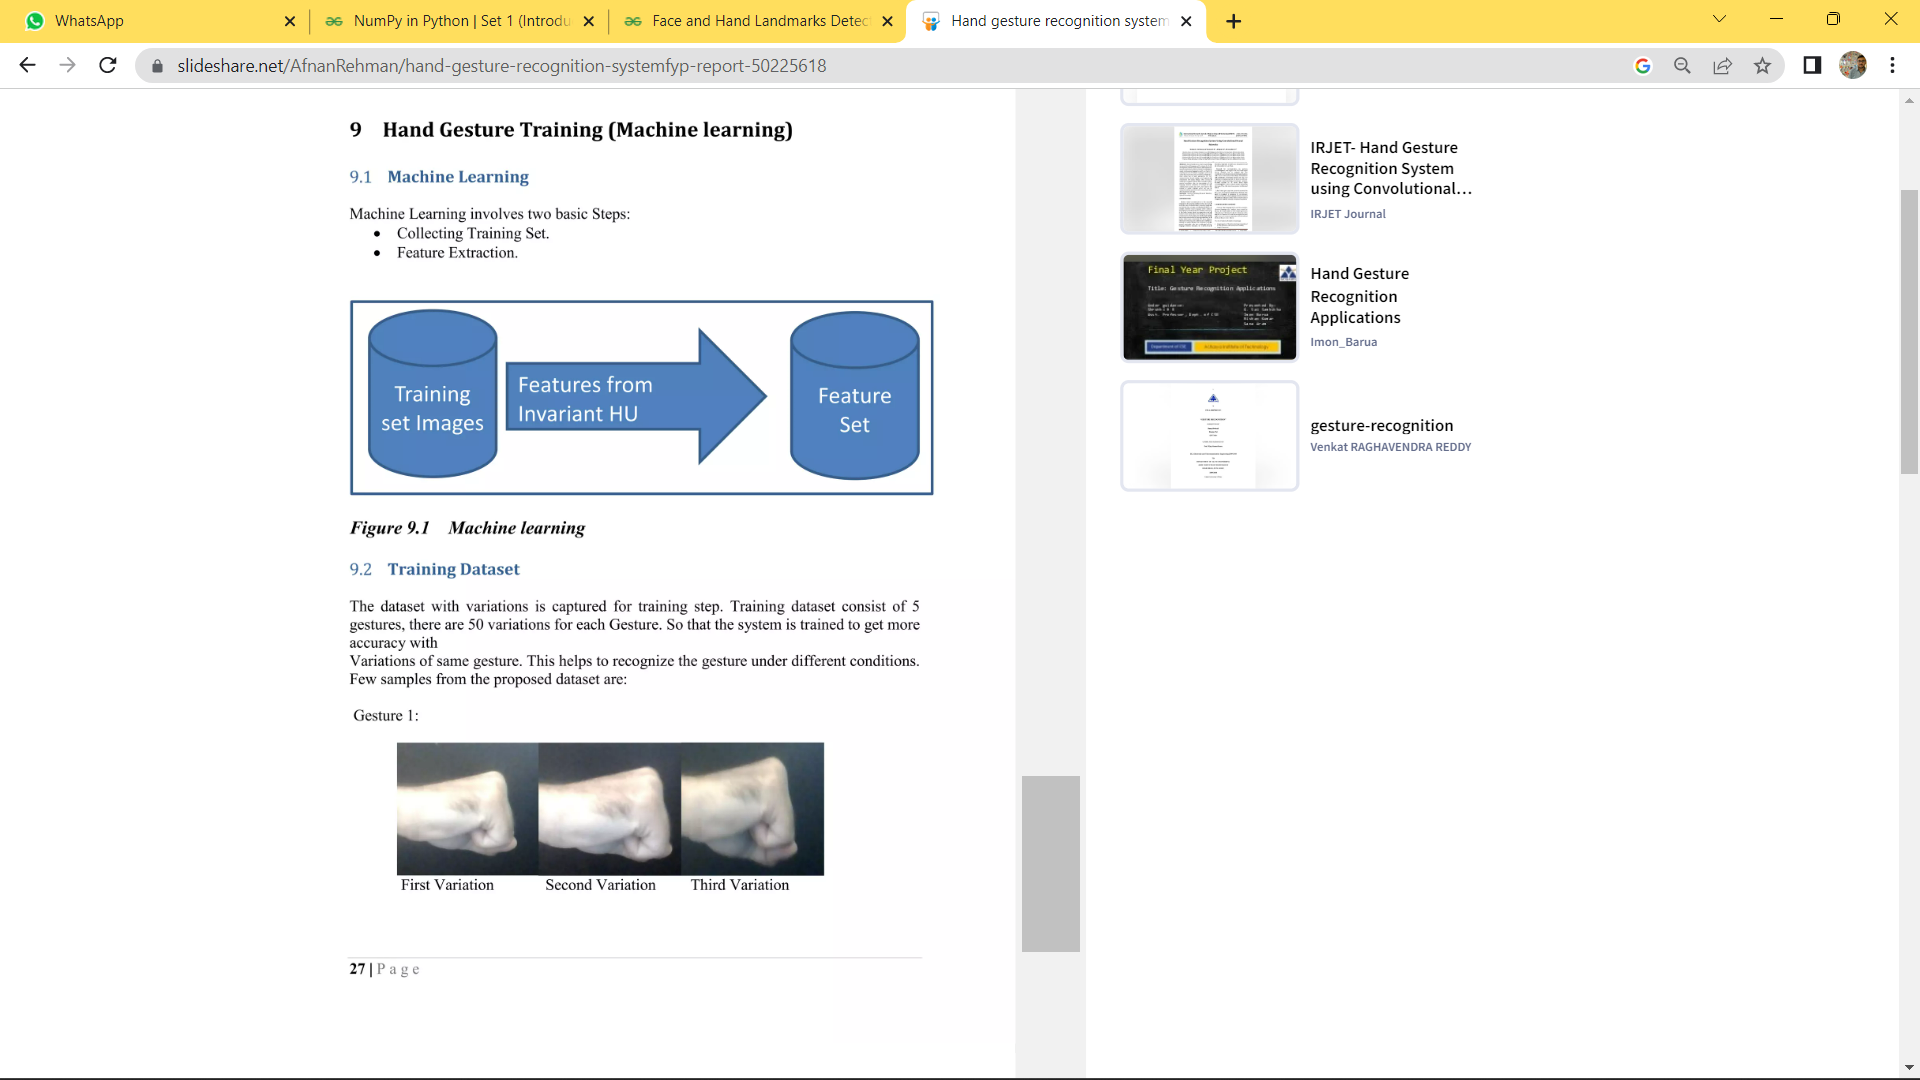 WhatsApp
NumPy in Python | Set 1 (Introdu
Face and Hand Landmarks Detec
Hand gesture recognition system
slideshare.net/AfnanRehman/hand-gesture-recognition-systemfyp-report-50225618
9 Hand Gesture Training (Machine learning)
9.1 Machine Learning
Machine Learning involves two basic Steps:
• Collecting Training Set.
• Feature Extraction.
Training
set Images
Features from
Invariant HU
Feature
Set
Figure 9.1 Machine learning
9.2 Training Dataset
The dataset with variations is captured for training step. Training dataset consist of 5
gestures, there are 50 variations for each Gesture. So that the system is trained to get more
accuracy with
Variations of same gesture. This helps to recognize the gesture under different conditions.
Few samples from the proposed dataset are:
Gesture 1:
First Variation Second Variation Third Variation
27 | Page
IRJET- Hand Gesture
Recognition System
using Convolutional...
IRJET Journal
Final Year Project
Title: Gesture Recognition Applications
Hand Gesture
Recognition
Applications
Imon_Barua
gesture-recognition
Venkat RAGHAVENDRA REDDY